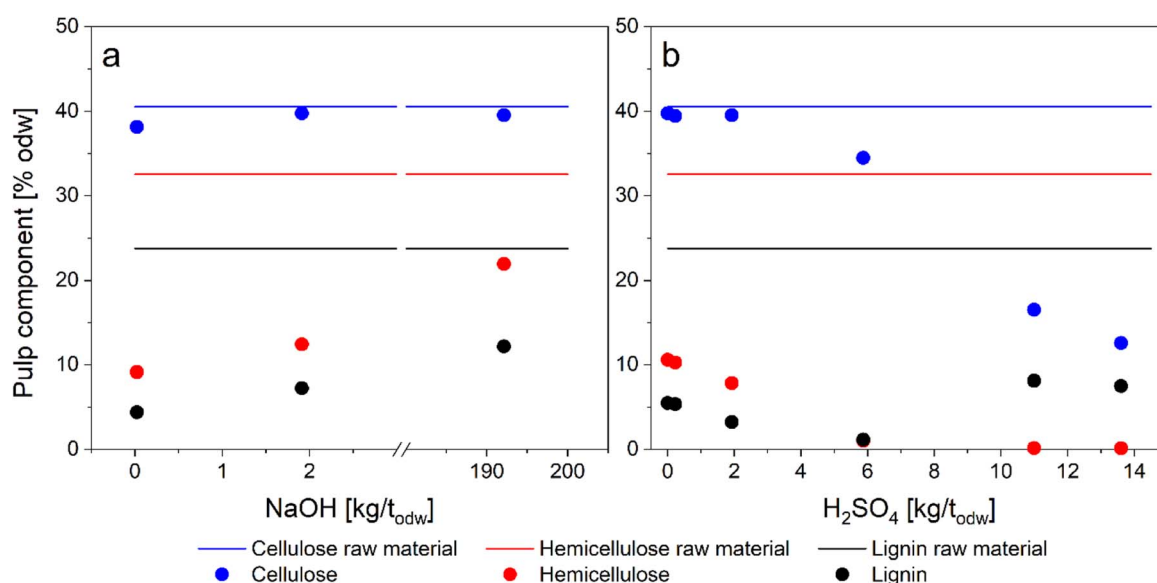 a
b
Pulp component [% odw]
50
40
30
20
10
0
0 1 2 190 200
NaOH [kg/t_odw]
50
40
30
20
10
0
0 2 4 6 8 10 12 14
H₂SO₄ [kg/t_odw]
Cellulose raw material Hemicellulose raw material Lignin raw material
Cellulose Hemicellulose Lignin